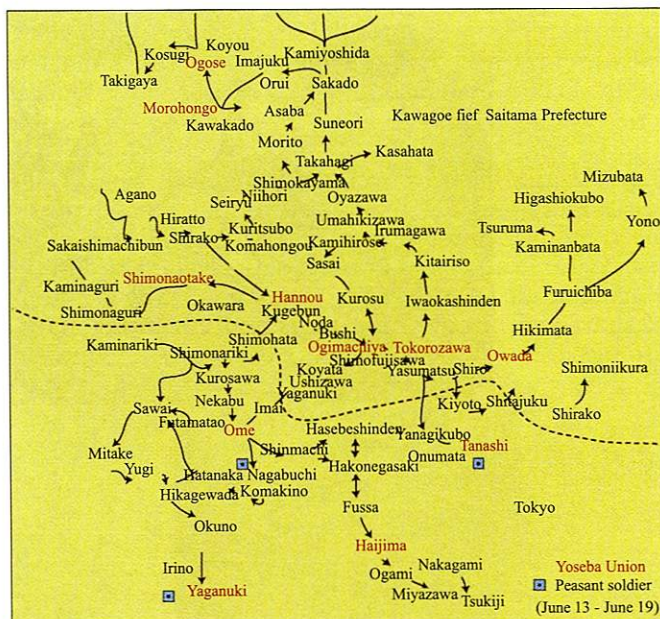 Koyou
Kosugi
Ogose
Imajuku
Kamiyoshida
Takigaya
Orui
Sakado
Morohongo
Asaba
Kawakado
Suneori
Kawagoe fief Saitama Prefecture
Morito
Takahagi
Kasahata
Mizubata
Shimokayama
Agano
Niihori
Oyazawa
Higashiokubo
Seiryu
Hiratto
Umahikizawa
Tsuruma
Yono
Kuritsubo
Irumagawa
Sakaishimachibun
Shirako
Komahongou
Kamihirose
Kaminanbata
Sasai
Kitairiso
Kaminaguri
Shimonaotake
Hannou
Kurosu
Iwaokashinden
Furuichiba
Shimonaguri
Okawara
Kugebun
Noda
Bushi
Hikimata
Kaminariki
Shimohata
Ogimachiya
Tokorozawa
Owada
Shimonariki
Koyata
Shimofujisawa
Yasumatsu
Shiro
Shimoniikura
Kurosawa
Ushizawa
Yaganuki
Nekabu
Imai
Kiyoto
Shinajuku
Shirako
Sawai
Futamatao
Ome
Hasebeshinden
Yanagikubo
Tanashi
Mitake
Shinmachi
Onumata
Yugi
Hatanaka
Nagabuchi
Hakonegasaki
Hikagewada
Komakino
Okuno
Fussa
Tokyo
Haijima
Irino
Nakagami
Yoseba Union
Ogami
Yaganuki
Miyazawa
Tsukiji
Peasant soldier
(June 13 - June 19)